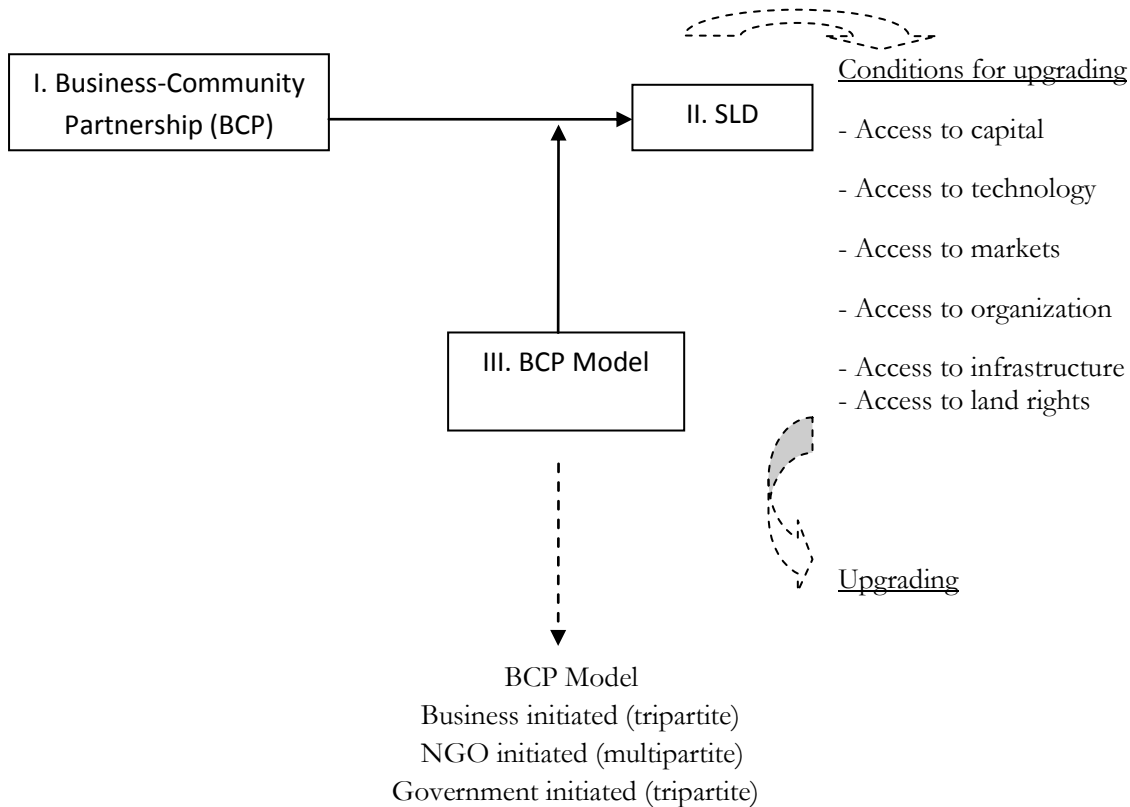 I. Business-Community
Partnership (BCP)
II. SLD
Conditions for upgrading
- Access to capital
- Access to technology
- Access to markets
- Access to organization
- Access to infrastructure
- Access to land rights
III. BCP Model
Upgrading
BCP Model
Business initiated (tripartite)
NGO initiated (multipartite)
Government initiated (tripartite)